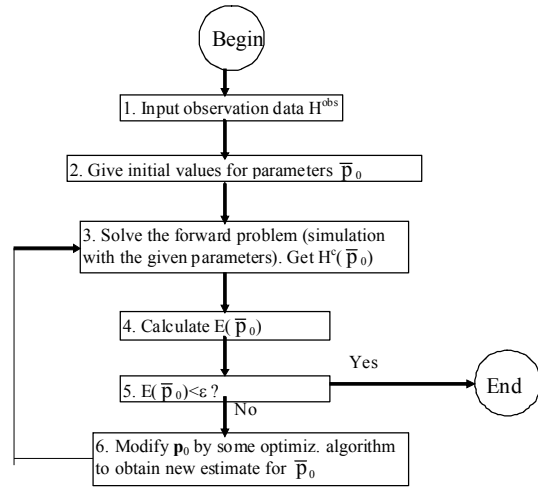 Begin
1. Input observation data H^obs
2. Give initial values for parameters p̅ ₀
3. Solve the forward problem (simulation
with the given parameters). Get H^c(p̅ ₀)
4. Calculate E(p̅ ₀)
Yes
5. E(p̅ ₀)<ε ?
End
No
6. Modify p₀ by some optimiz. algorithm
to obtain new estimate for p̅ ₀